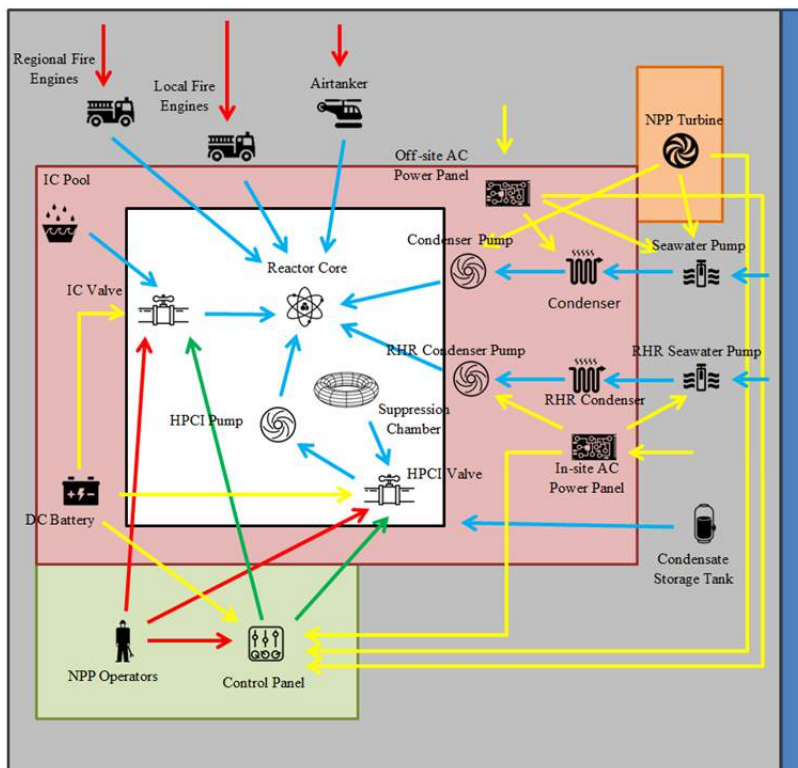 Regional Fire
Engines
Local Fire
Engines
Airtanker
NPP Turbine
Off-site AC
Power Panel
IC Pool
Condenser Pump
Seawater Pump
Reactor Core
IC Valve
Condenser
RHR Condenser Pump
RHR Seawater Pump
HPCI Pump
Suppression
Chamber
RHR Condenser
HPCI Valve
In-site AC
Power Panel
DC Battery
Condensate
Storage Tank
NPP Operators
Control Panel